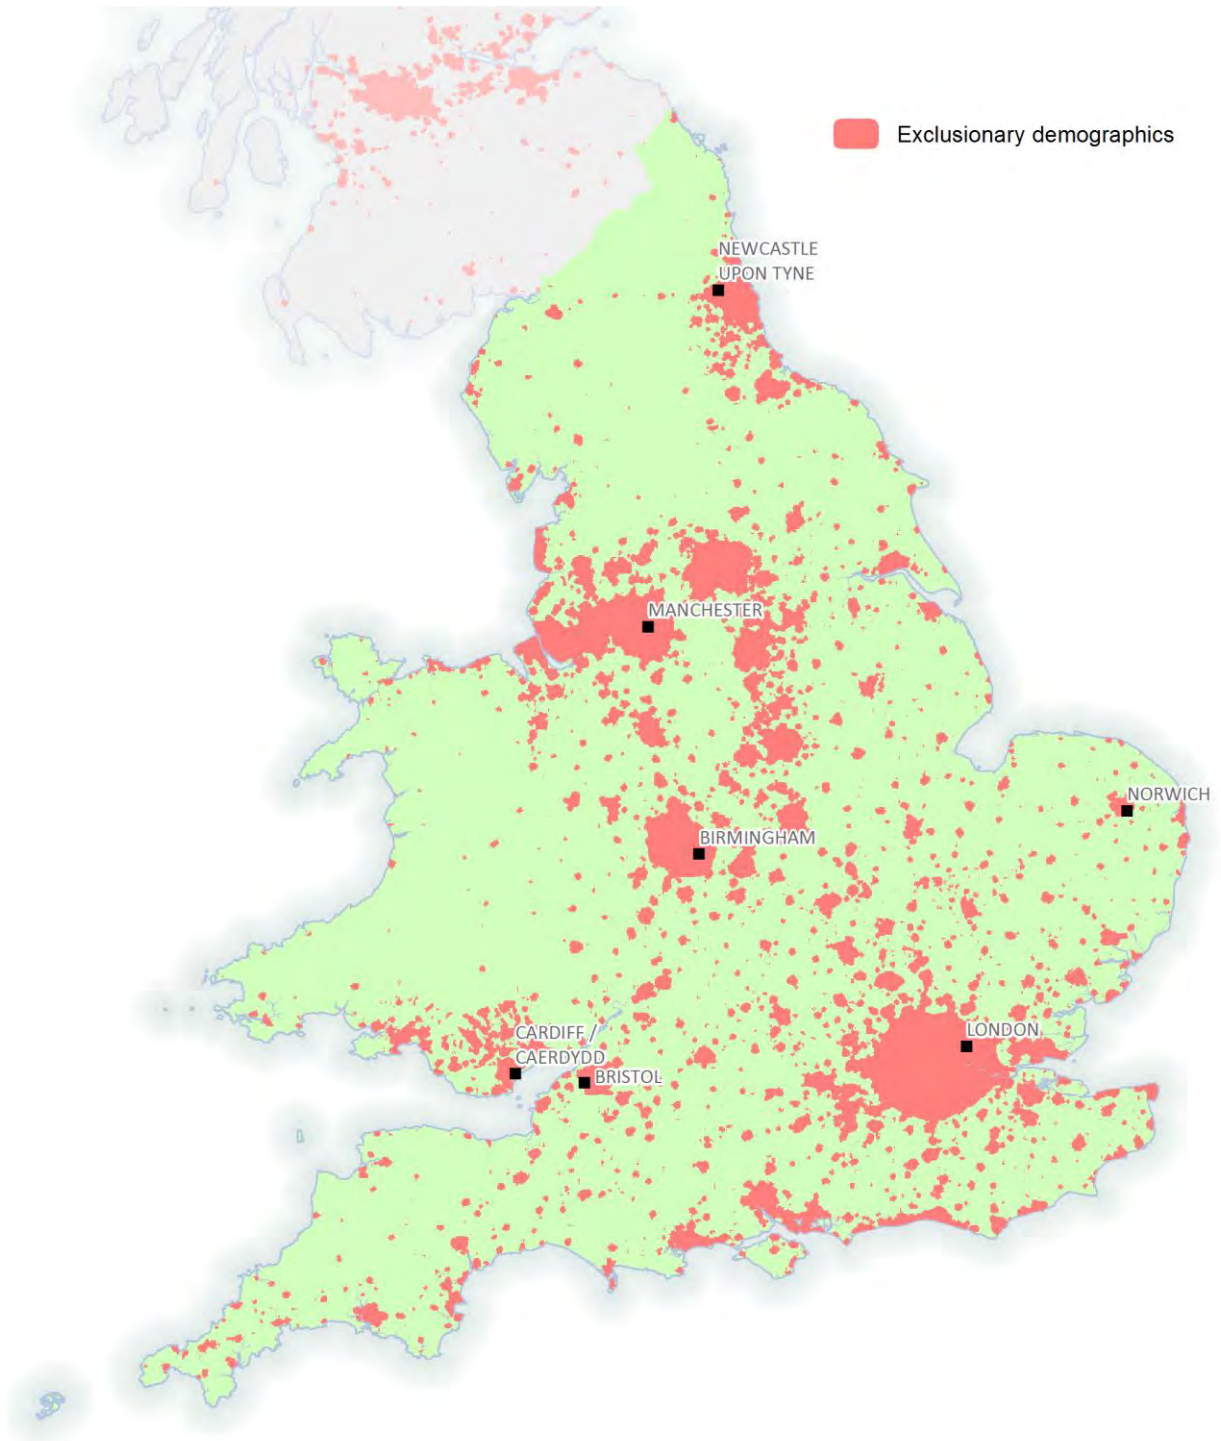 Exclusionary demographics
NEWCASTLE
UPON TYNE
MANCHESTER
NORWICH
BIRMINGHAM
CARDIFF /
CAERDYDD
LONDON
BRISTOL